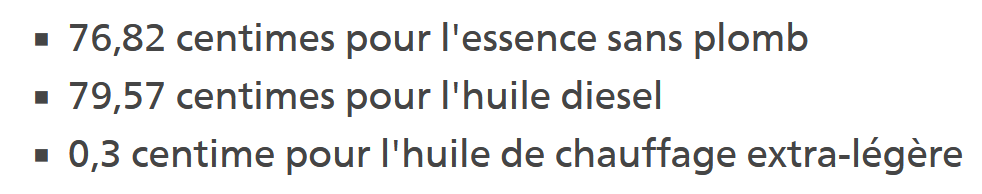 ▪ 76,82 centimes pour l'essence sans plomb
▪ 79,57 centimes pour l'huile diesel
▪ 0,3 centime pour l'huile de chauffage extra-légère